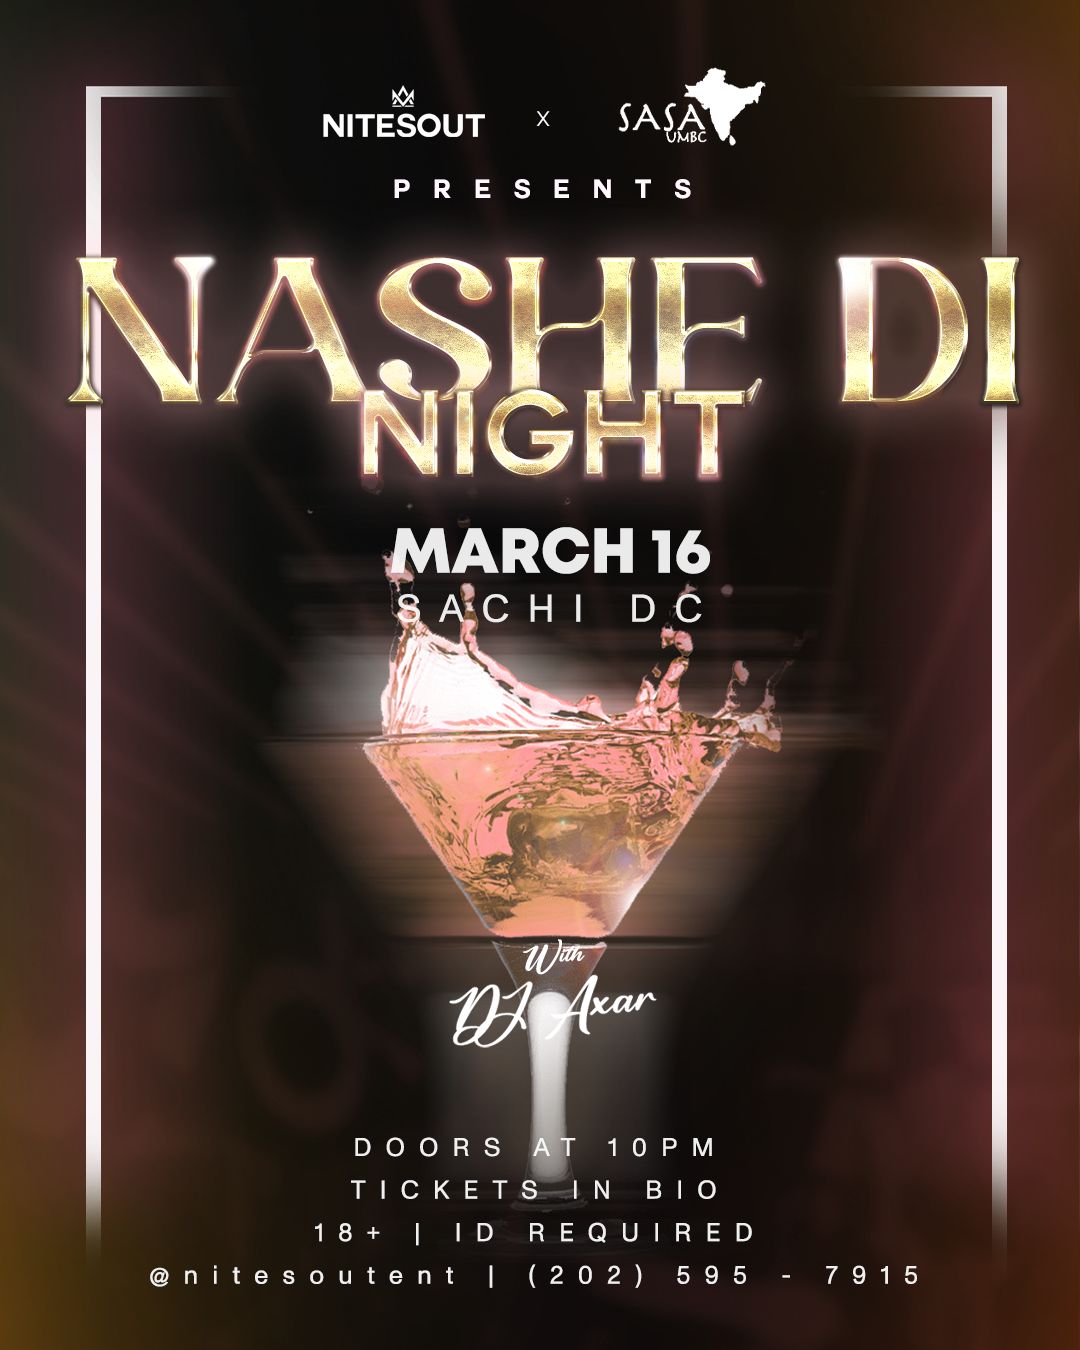 NITESOUT X SASA UMBC
PRESENTS
NASHE DI
NIGHT
MARCH 16
SACHI DC
With
DJ Axar
DOORS AT 10PM
TICKETS IN BIO
18+ | ID REQUIRED
@nitesoutent | (202) 595 - 7915